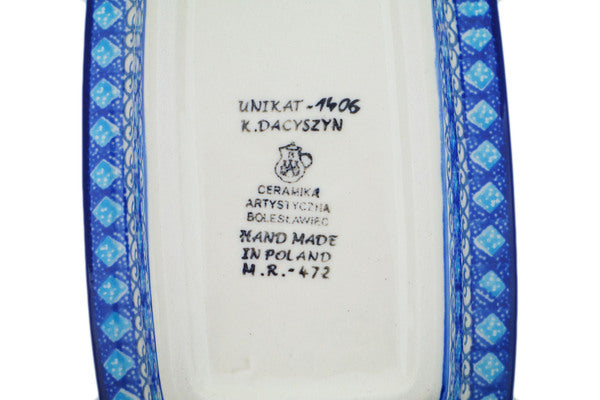 UNIKAT-1406
K.DACYSZYN
CERAMIKA
ARTYSTYCZNA
BOLESŁAWIEC
HAND MADE
IN POLAND
M.R.-472